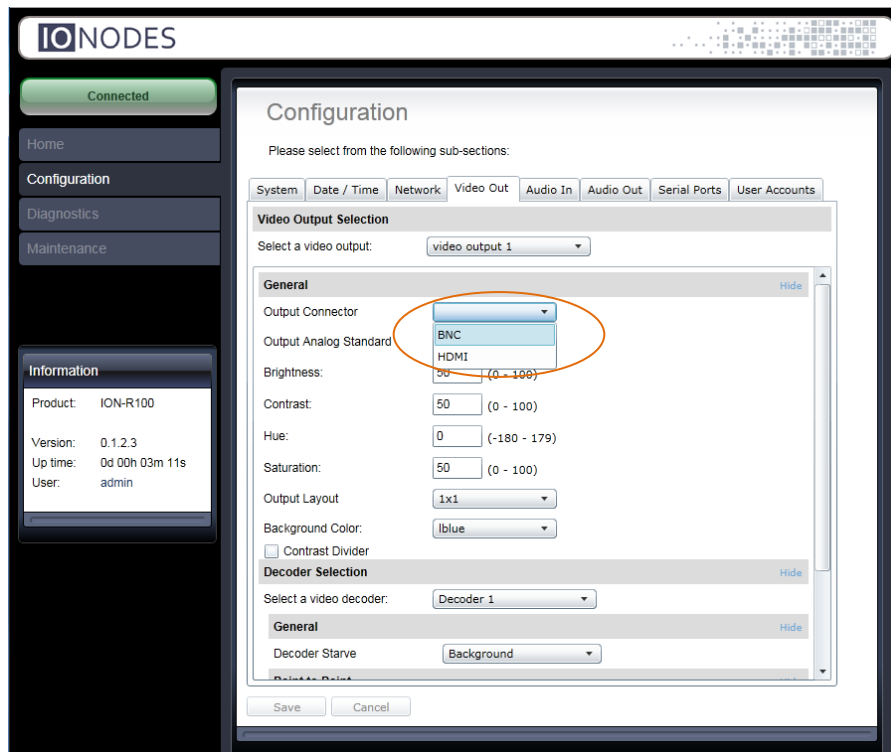 IONODES
Connected
Home
Configuration
Diagnostics
Maintenance
Information
Product: ION-R100
Version: 0.1.2.3
Up time: 0d 00h 03m 11s
User: admin
Configuration
Please select from the following sub-sections:
System Date / Time Network Video Out Audio In Audio Out Serial Ports User Accounts
Video Output Selection
Select a video output: video output 1
General Hide
Output Connector
BNC
Output Analog Standard
HDMI
Brightness: 50 (0 - 100)
Contrast: 50 (0 - 100)
Hue: 0 (-180 - 179)
Saturation: 50 (0 - 100)
Output Layout 1x1
Background Color: lblue
Contrast Divider
Decoder Selection Hide
Select a video decoder: Decoder 1
General Hide
Decoder Starve Background
Point to Point
Save Cancel